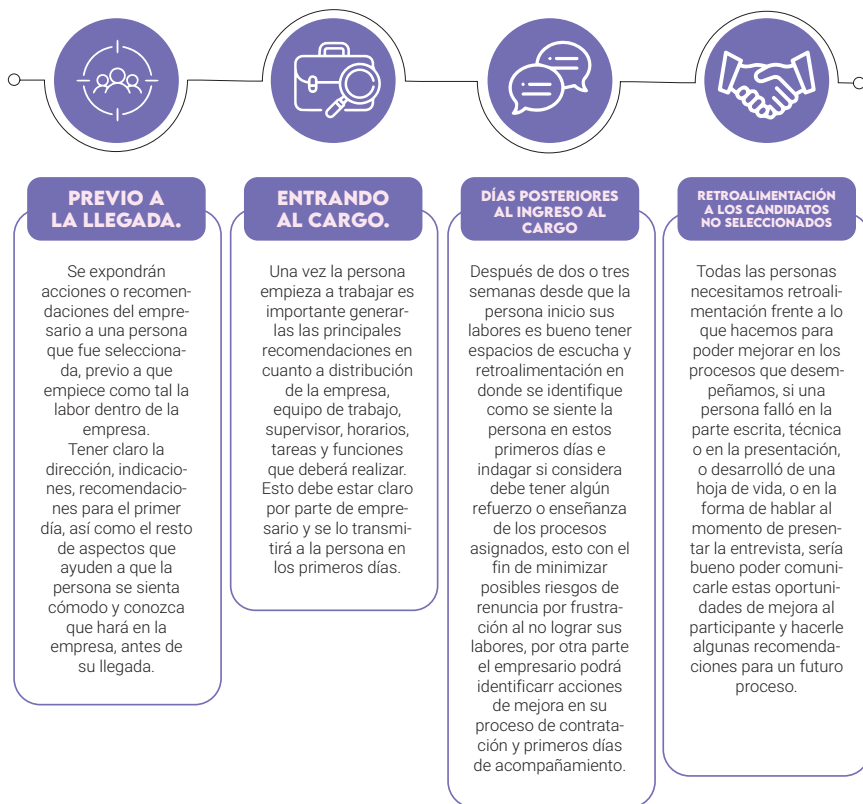 PREVIO A
LA LLEGADA.
Se expondrán
acciones o recomen-
daciones del empre-
sario a una persona
que fue selecciona-
da, previo a que
empiece como tal la
labor dentro de la
empresa.
Tener claro la
dirección, indicacio-
nes, recomendacio-
nes para el primer
día, así como el resto
de aspectos que
ayuden a que la
persona se sienta
cómodo y conozca
que hará en la
empresa, antes de
su llegada.
ENTRANDO
AL CARGO.
Una vez la persona
empieza a trabajar es
importante generar-
las las principales
recomendaciones en
cuanto a distribución
de la empresa,
equipo de trabajo,
supervisor, horarios,
tareas y funciones
que deberá realizar.
Esto debe estar claro
por parte de empre-
sario y se lo transmi-
tirá a la persona en
los primeros días.
DÍAS POSTERIORES
AL INGRESO AL
CARGO
Después de dos o tres
semanas desde que la
persona inicio sus
labores es bueno tener
espacios de escucha y
retroalimentación en
donde se identifique
como se siente la
persona en estos
primeros días e
indagar si considera
debe tener algún
refuerzo o enseñanza
de los procesos
asignados, esto con el
fin de minimizar
posibles riesgos de
renuncia por frustra-
ción al no lograr sus
labores, por otra parte
el empresario podrá
identificarr acciones
de mejora en su
proceso de contrata-
ción y primeros días
de acompañamiento.
RETROALIMENTACIÓN
A LOS CANDIDATOS
NO SELECCIONADOS
Todas las personas
necesitamos retroali-
mentación frente a lo
que hacemos para
poder mejorar en los
procesos que desem-
peñamos, si una
persona falló en la
parte escrita, técnica
o en la presentación,
o desarrolló de una
hoja de vida, o en la
forma de hablar al
momento de presen-
tar la entrevista, sería
bueno poder comuni-
carle estas oportuni-
dades de mejora al
participante y hacerle
algunas recomenda-
ciones para un futuro
proceso.